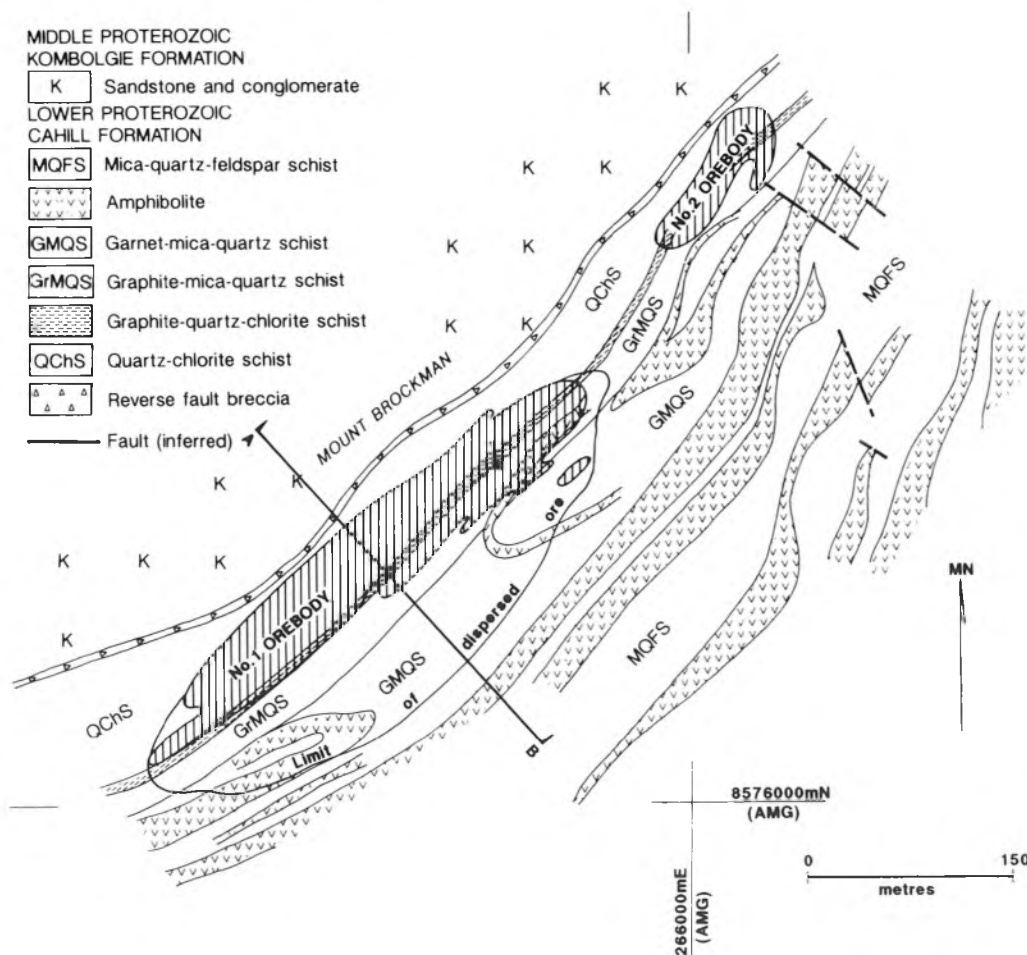 MIDDLE PROTEROZOIC
KOMBOLGIE FORMATION
K Sandstone and conglomerate
LOWER PROTEROZOIC
CAHILL FORMATION
MQFS Mica-quartz-feldspar schist
Amphibolite
GMQS Garnet-mica-quartz schist
GrMQS Graphite-mica-quartz schist
Graphite-quartz-chlorite schist
QChS Quartz-chlorite schist
Reverse fault breccia
Fault (inferred)
K K
K K
K K
K K
K K
K K K
K
MOUNT BROCKMAN
No.2 OREBODY
QChS
GrMQS
GMQS
MQFS
A
No.1 OREBODY
ore
dispersed
of
Limit
GMQS
GrMQS
QChS
MQFS
B
MN
8576000mN
(AMG)
266000mE
(AMG)
0 150
metres